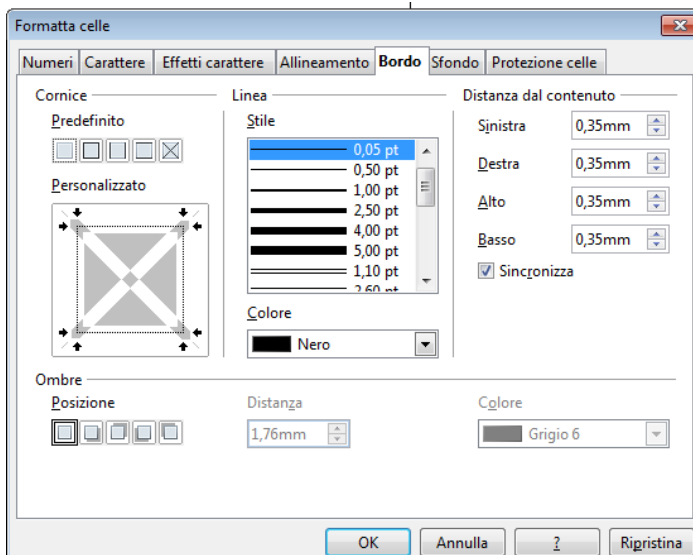 Formatta celle
Numeri Carattere Effetti carattere Allineamento Bordo Sfondo Protezione celle
Cornice Linea Distanza dal contenuto
Predefinito Stile Sinistra 0,35mm
0,05 pt
0,50 pt Destra 0,35mm
Personalizzato 1,00 pt
2,50 pt Alto 0,35mm
4,00 pt
5,00 pt Basso 0,35mm
1,10 pt Sincronizza
2,60 pt
Colore
Nero
Ombre
Posizione Distanza Colore
1,76mm Grigio 6
OK Annulla ? Ripristina